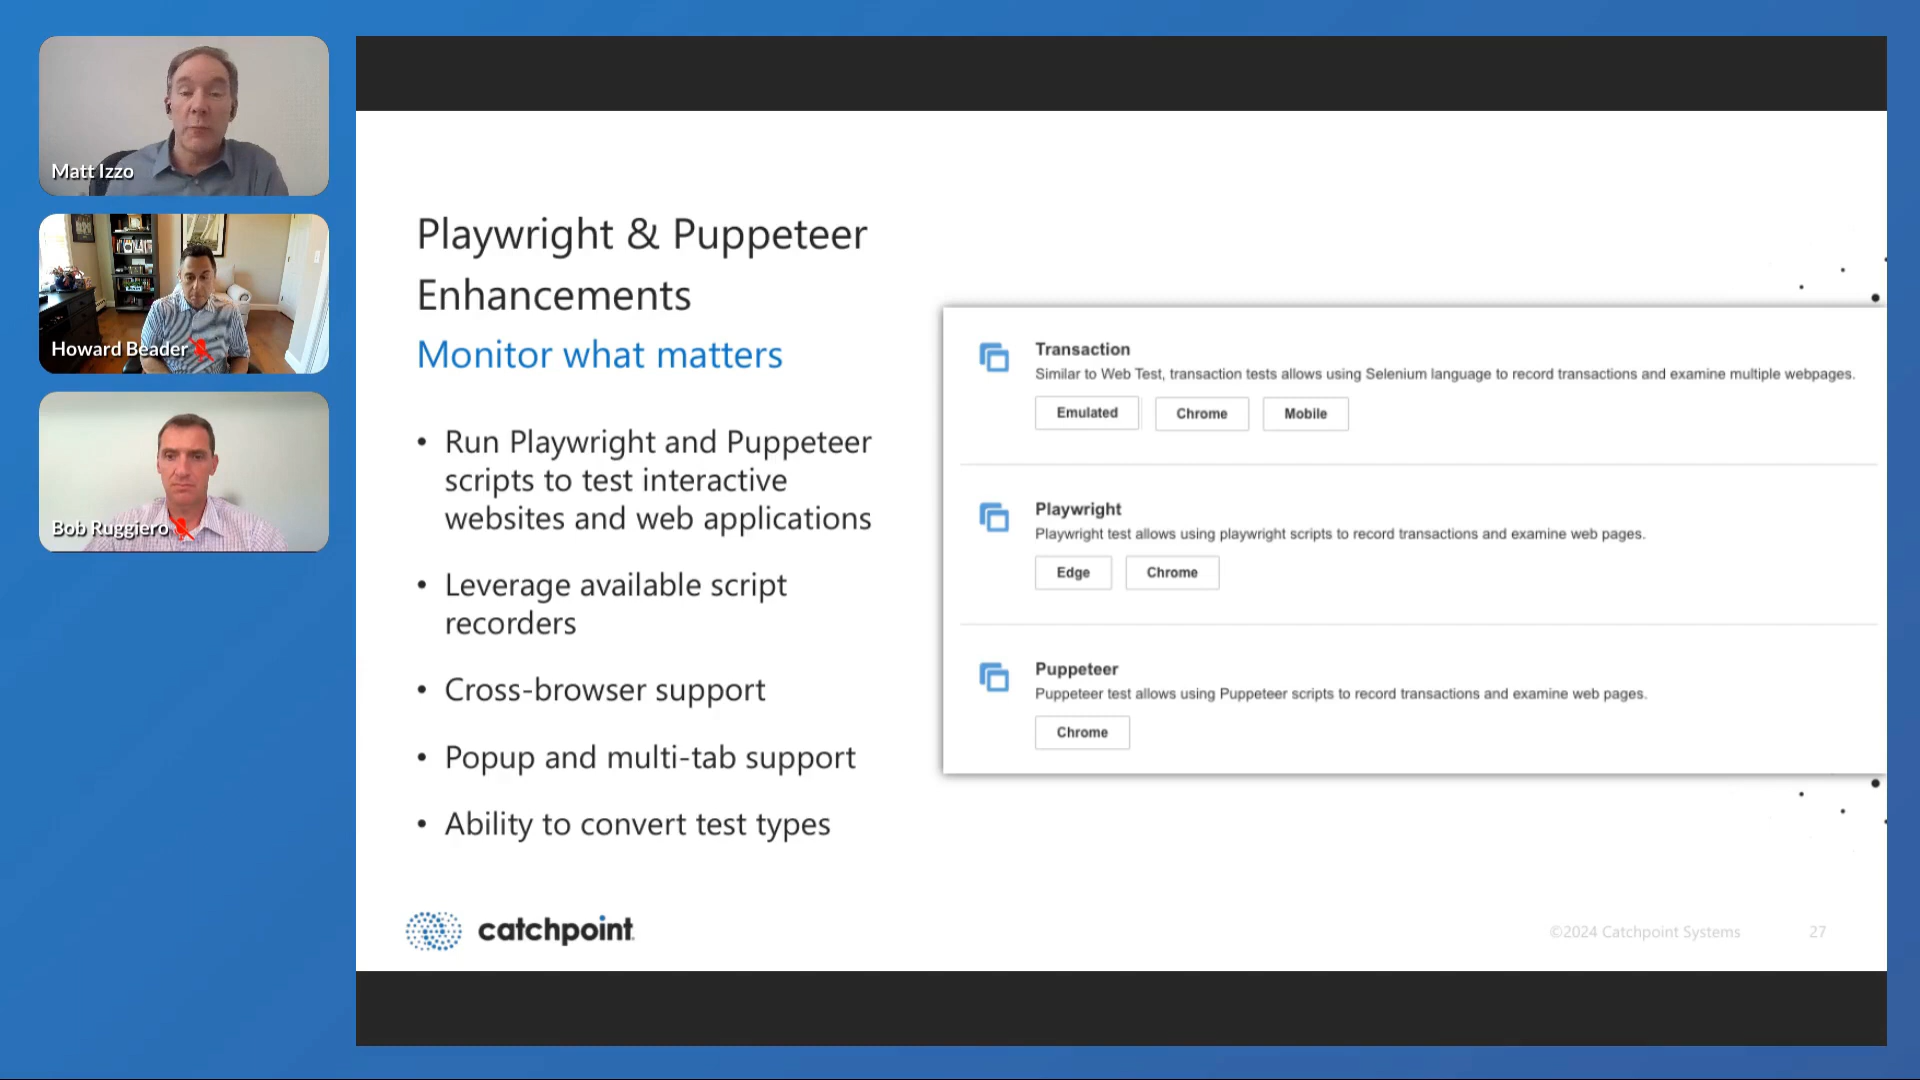 Matt Izzo
Howard Beader
Bob Ruggiero
Playwright & Puppeteer
Enhancements
Monitor what matters
• Run Playwright and Puppeteer
scripts to test interactive
websites and web applications
• Leverage available script
recorders
• Cross-browser support
• Popup and multi-tab support
• Ability to convert test types
Transaction
Similar to Web Test, transaction tests allows using Selenium language to record transactions and examine multiple webpages.
Emulated Chrome Mobile
Playwright
Playwright test allows using playwright scripts to record transactions and examine web pages.
Edge Chrome
Puppeteer
Puppeteer test allows using Puppeteer scripts to record transactions and examine web pages.
Chrome
catchpoint
©2024 Catchpoint Systems 27